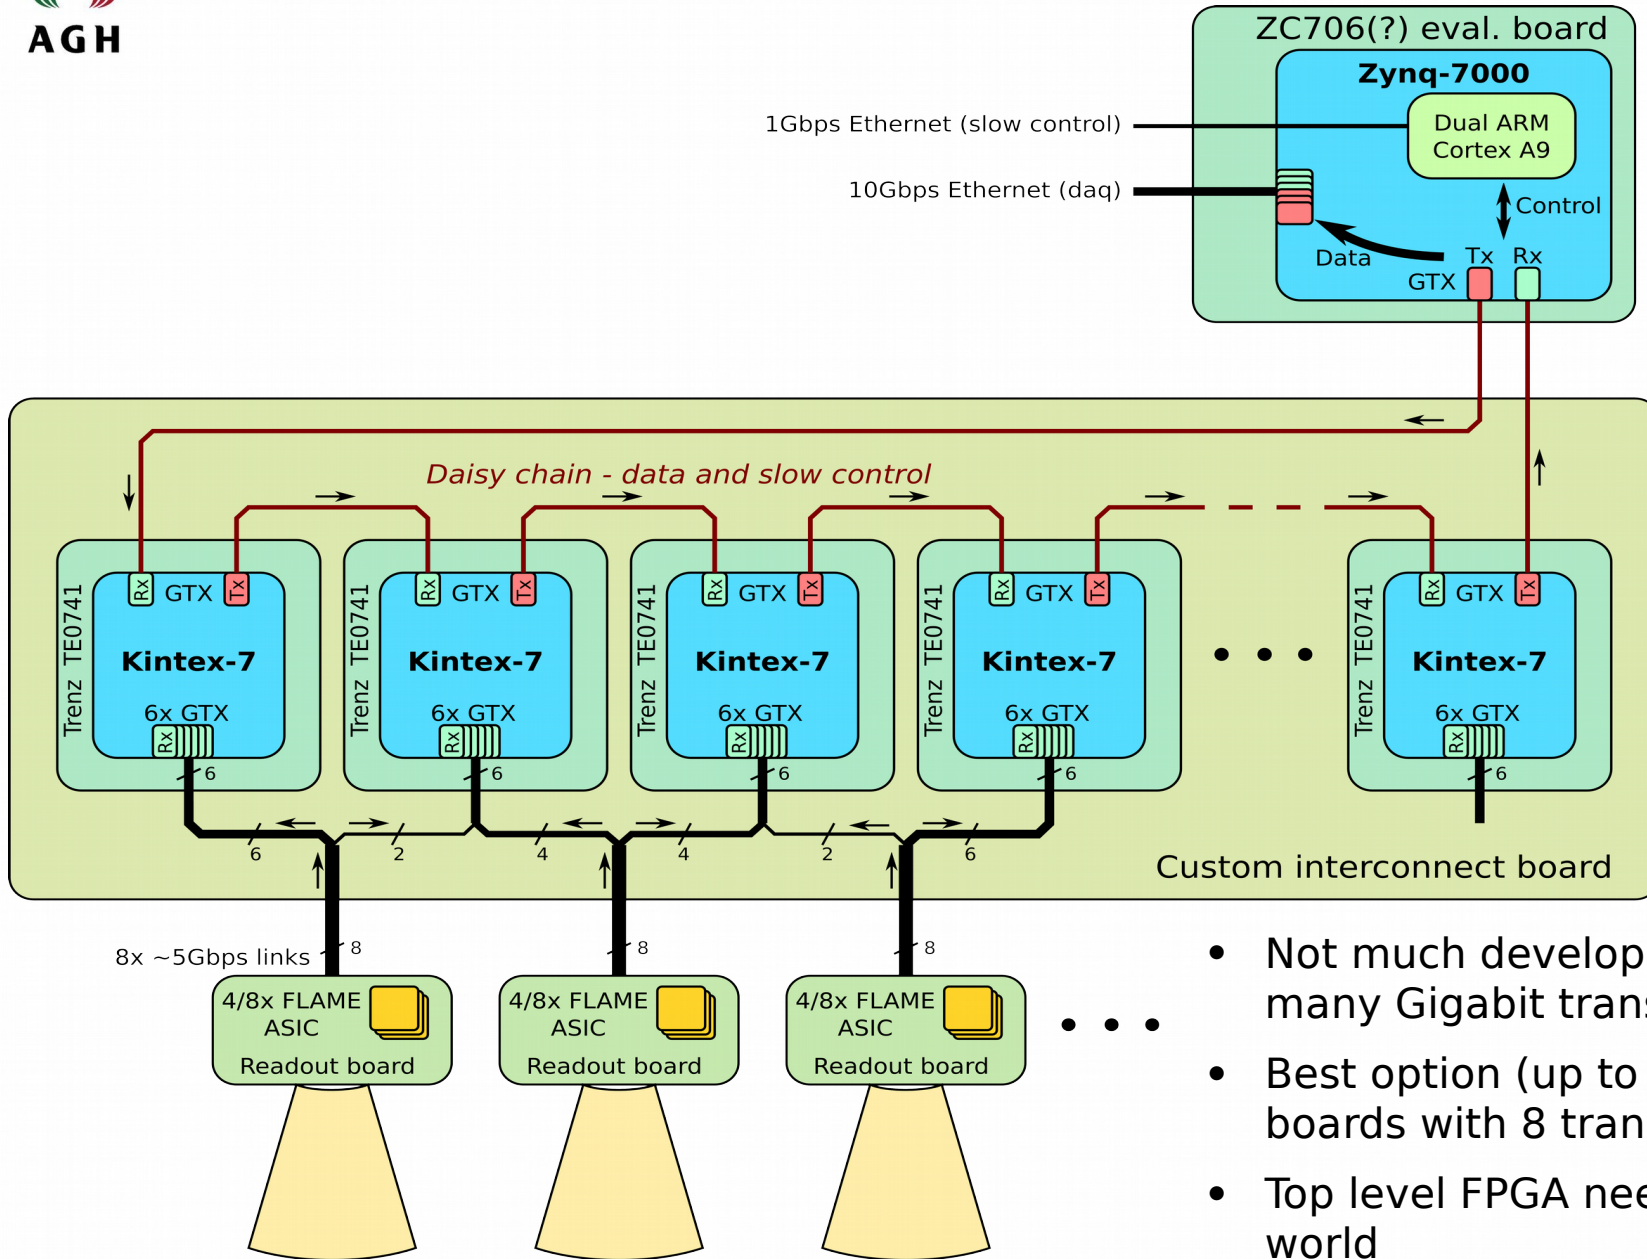 AGH
ZC706(?) eval. board
Zynq-7000
1Gbps Ethernet (slow control)
Dual ARM
Cortex A9
10Gbps Ethernet (daq)
Control
Data
Tx Rx
GTX
Daisy chain - data and slow control
Trenz TE0741
Rx GTX Tx
Kintex-7
6x GTX
Rx
6
Trenz TE0741
Rx GTX Tx
Kintex-7
6x GTX
Rx
6
Trenz TE0741
Rx GTX Tx
Kintex-7
6x GTX
Rx
6
Trenz TE0741
Rx GTX Tx
Kintex-7
6x GTX
Rx
6
Trenz TE0741
Rx GTX Tx
Kintex-7
6x GTX
Rx
6
6 2 4 4 2 6
Custom interconnect board
8x ~5Gbps links 8 8 8
4/8x FLAME
ASIC
Readout board
4/8x FLAME
ASIC
Readout board
4/8x FLAME
ASIC
Readout board
• Not much develop
many Gigabit trans
• Best option (up to
boards with 8 tran
• Top level FPGA nee
world